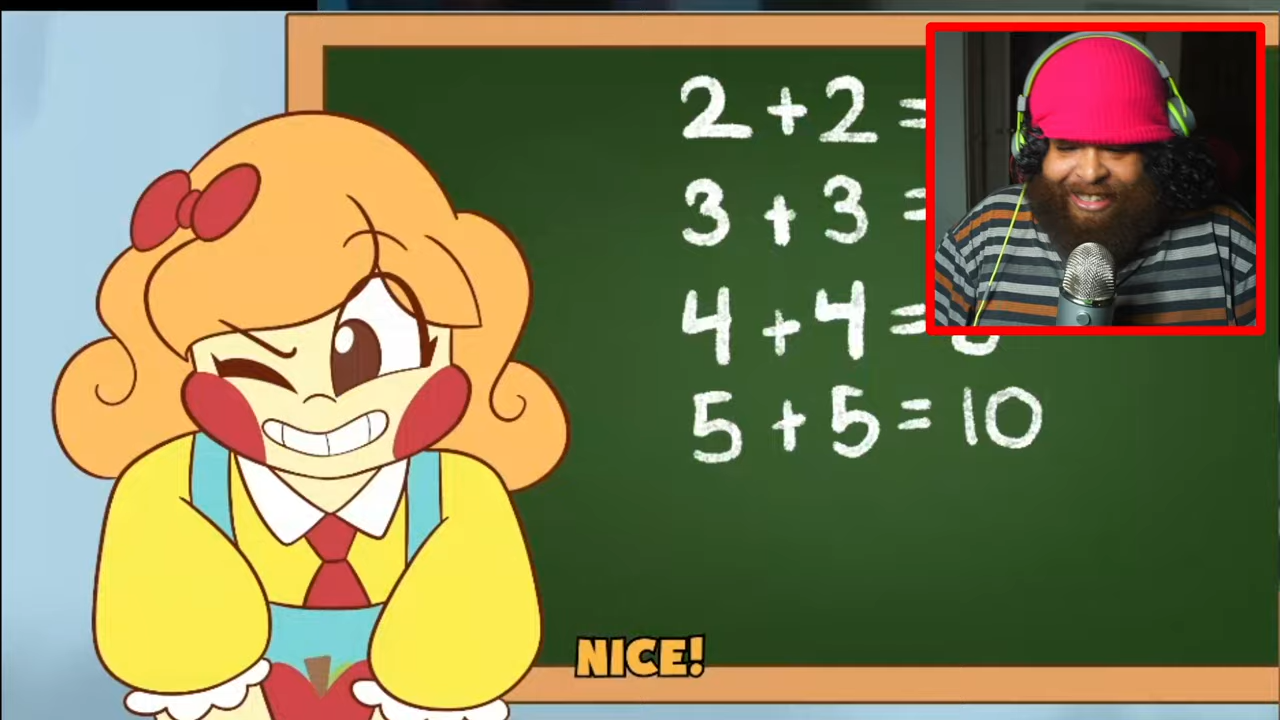 2 + 2 =
3 + 3 =
4 + 4 =
5 + 5 = 10
NICE!